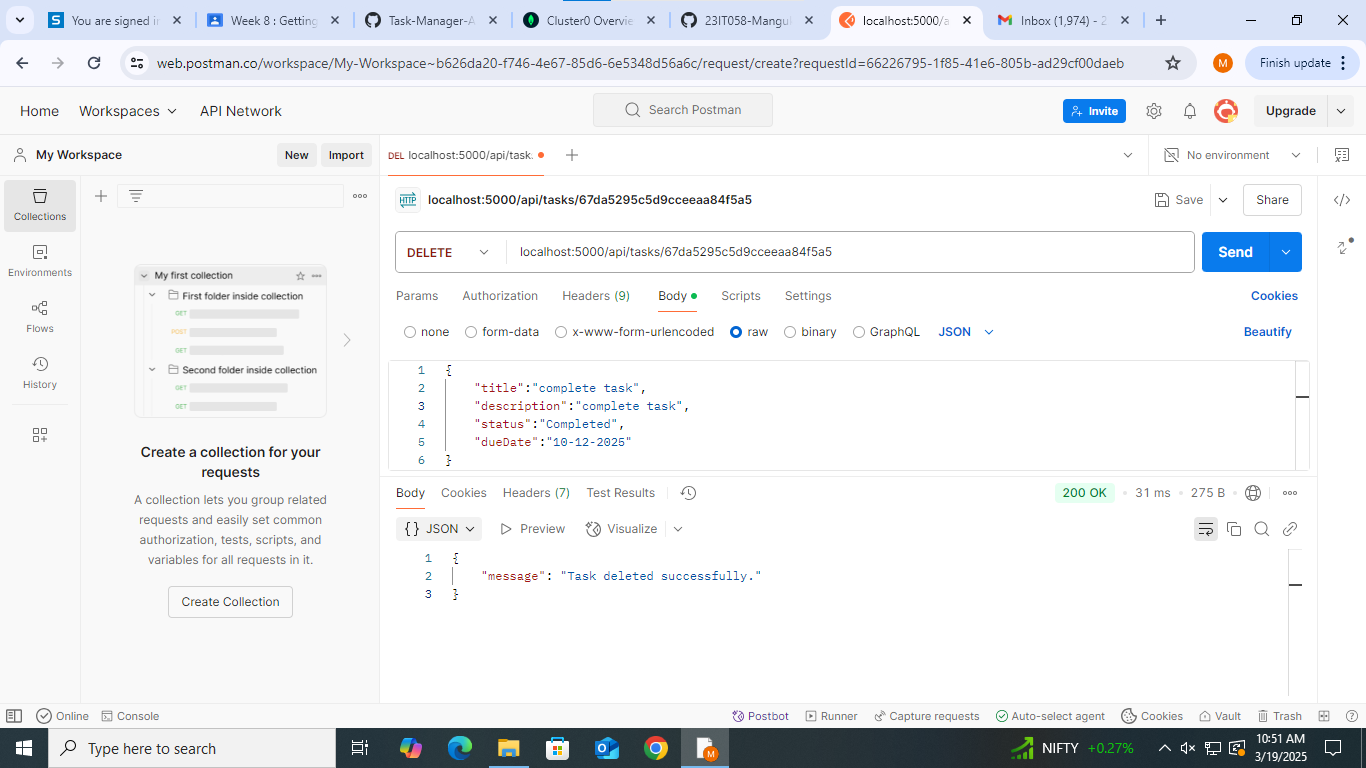 You are signed i
Week 8 : Getting
Task-Manager-A
Cluster0 Overvie
23IT058-Mangul
localhost:5000/a
Inbox (1,974) - 2
web.postman.co/workspace/My-Workspace~b626da20-f746-4e67-85d6-6e5348d56a6c/request/create?requestId=66226795-1f85-41e6-805b-ad29cf00daeb
M
Finish update
Home
Workspaces
API Network
Search Postman
Invite
Upgrade
My Workspace
New
Import
DEL localhost:5000/api/task.
No environment
Collections
Environments
Flows
History
HTTP localhost:5000/api/tasks/67da5295c5d9cceeaa84f5a5
Save
Share
DELETE
localhost:5000/api/tasks/67da5295c5d9cceeaa84f5a5
Send
Params
Authorization
Headers (9)
Body
Scripts
Settings
Cookies
none
form-data
x-www-form-urlencoded
raw
binary
GraphQL
JSON
Beautify
1 {
2 "title":"complete task",
3 "description":"complete task",
4 "status":"Completed",
5 "dueDate":"10-12-2025"
6 }
My first collection
First folder inside collection
GET
POST
GET
Second folder inside collection
GET
GET
Create a collection for your
requests
A collection lets you group related
requests and easily set common
authorization, tests, scripts, and
variables for all requests in it.
Create Collection
Body
Cookies
Headers (7)
Test Results
200 OK
31 ms
275 B
{} JSON
Preview
Visualize
1 {
2 "message": "Task deleted successfully."
3 }
Online
Console
Postbot
Runner
Capture requests
Auto-select agent
Cookies
Vault
Trash
Type here to search
M
NIFTY +0.27%
10:51 AM
3/19/2025